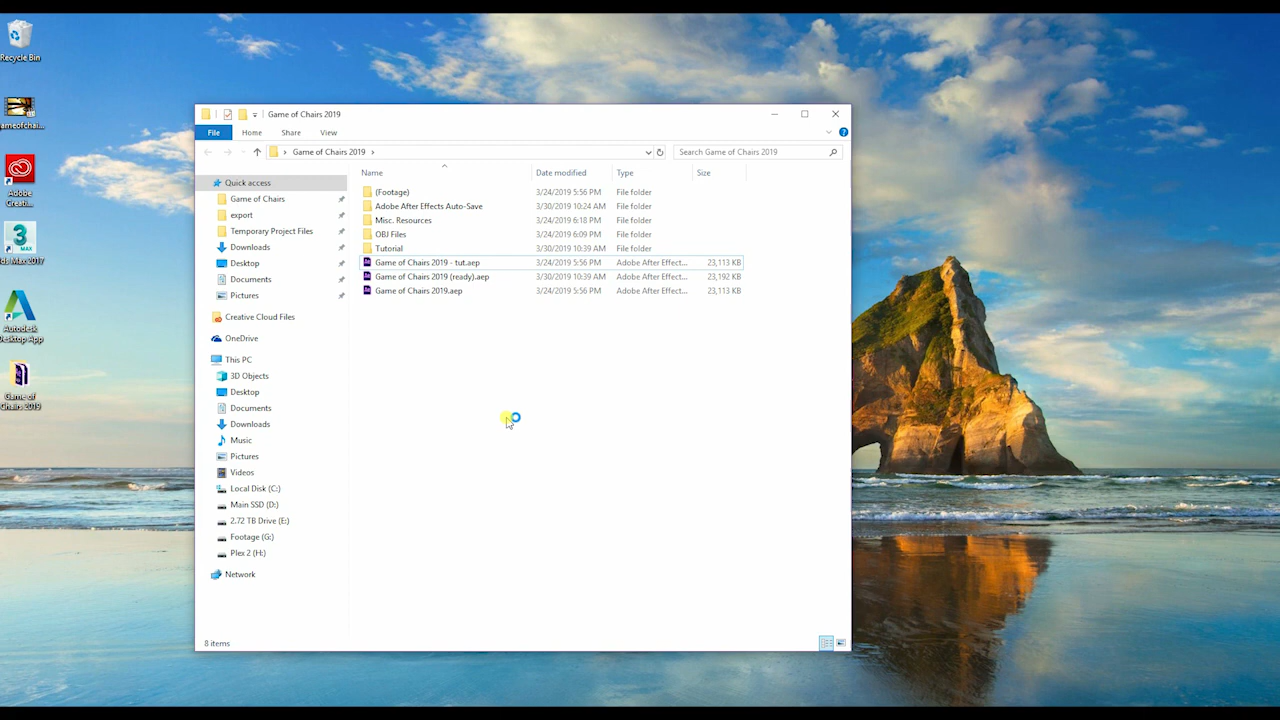 Recycle Bin
ameofchai...
Adobe
Creati...
3
MAX
ds Max 2017
Autodesk
Desktop App
Game of
Chairs 2019
Game of Chairs 2019
File Home Share View
Game of Chairs 2019
Search Game of Chairs 2019
Name Date modified Type Size
Quick access
Game of Chairs
export
Temporary Project Files
Downloads
Desktop
Documents
Pictures
Creative Cloud Files
OneDrive
This PC
3D Objects
Desktop
Documents
Downloads
Music
Pictures
Videos
Local Disk (C:)
Main SSD (D:)
2.72 TB Drive (E:)
Footage (G:)
Plex 2 (H:)
Network
(Footage) 3/24/2019 5:56 PM File folder
Adobe After Effects Auto-Save 3/30/2019 10:24 AM File folder
Misc. Resources 3/24/2019 6:18 PM File folder
OBJ Files 3/24/2019 6:09 PM File folder
Tutorial 3/30/2019 10:39 AM File folder
Game of Chairs 2019 - tut.aep 3/24/2019 5:56 PM Adobe After Effect... 23,113 KB
Game of Chairs 2019 (ready).aep 3/30/2019 10:39 AM Adobe After Effect... 23,192 KB
Game of Chairs 2019.aep 3/24/2019 5:56 PM Adobe After Effect... 23,113 KB
8 items